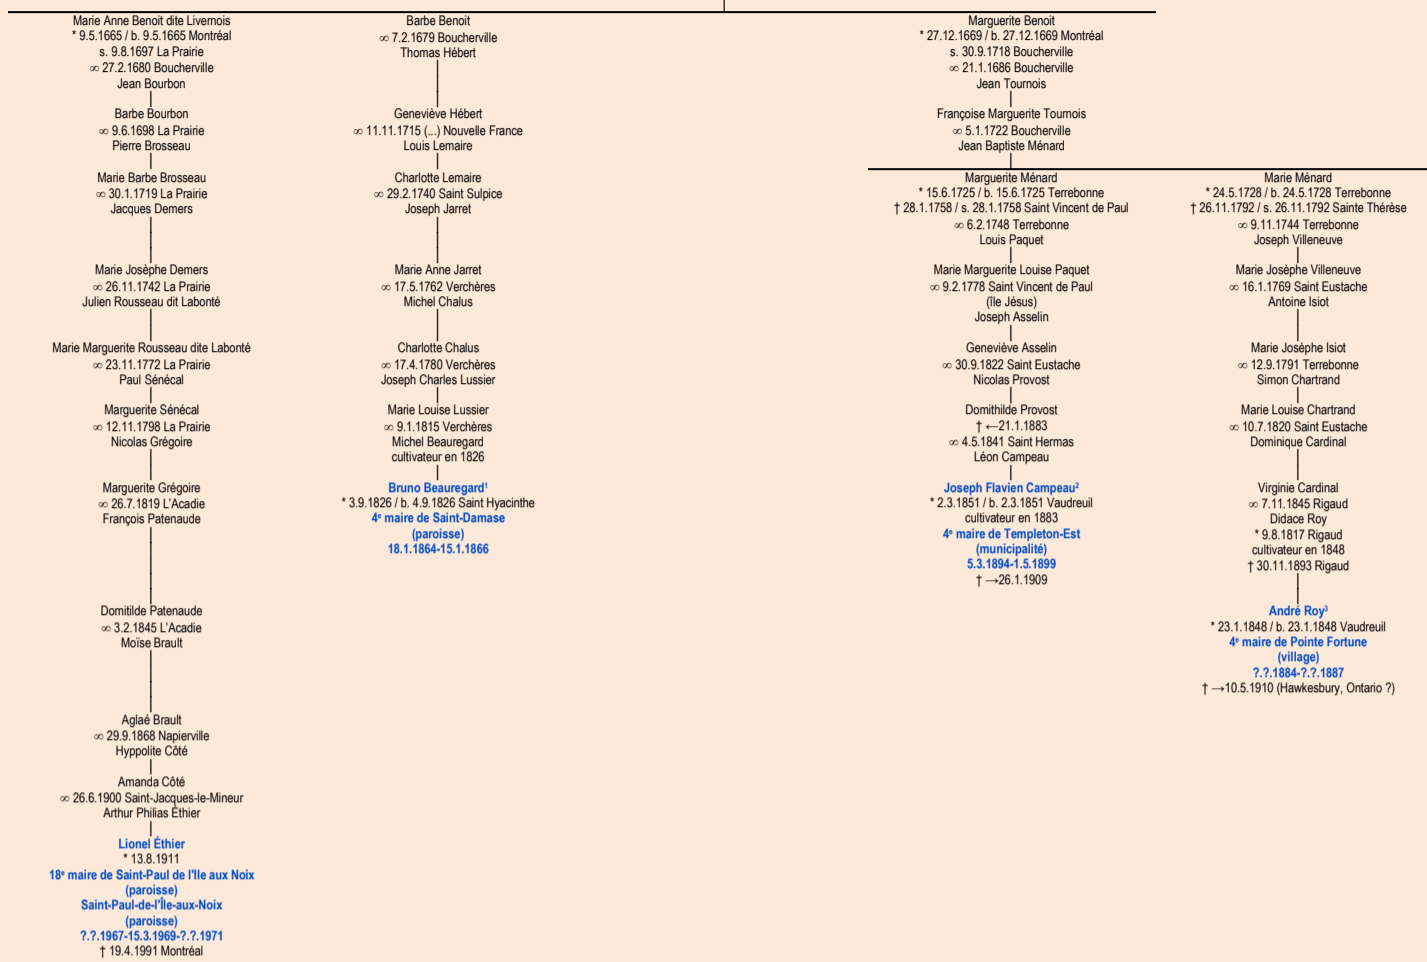 Marie Anne Benoit dite Livernois
* 9.5.1665 / b. 9.5.1665 Montréal
s. 9.8.1697 La Prairie
∞ 27.2.1680 Boucherville
Jean Bourbon
Barbe Bourbon
∞ 9.6.1698 La Prairie
Pierre Brosseau
Marie Barbe Brosseau
∞ 30.1.1719 La Prairie
Jacques Demers
Marie Josèphe Demers
∞ 26.11.1742 La Prairie
Julien Rousseau dit Labonté
Marie Marguerite Rousseau dite Labonté
∞ 23.11.1772 La Prairie
Paul Sénécal
Marguerite Sénécal
∞ 12.11.1798 La Prairie
Nicolas Grégoire
Marguerite Grégoire
∞ 26.7.1819 L'Acadie
François Patenaude
Domitilde Patenaude
∞ 3.2.1845 L'Acadie
Moïse Brault
Aglaé Brault
∞ 29.9.1868 Napierville
Hyppolite Côté
Amanda Côté
∞ 26.6.1900 Saint-Jacques-le-Mineur
Arthur Philias Éthier
Lionel Éthier
* 13.8.1911
18e maire de Saint-Paul de l'Ile aux Noix
(paroisse)
Saint-Paul-de-l'Île-aux-Noix
(paroisse)
?.?.1967-15.3.1969-?.?.1971
† 19.4.1991 Montréal
Barbe Benoit
∞ 7.2.1679 Boucherville
Thomas Hébert
Geneviève Hébert
∞ 11.11.1715 (...) Nouvelle France
Louis Lemaire
Charlotte Lemaire
∞ 29.2.1740 Saint Sulpice
Joseph Jarret
Marie Anne Jarret
∞ 17.5.1762 Verchères
Michel Chalus
Charlotte Chalus
∞ 17.4.1780 Verchères
Joseph Charles Lussier
Marie Louise Lussier
∞ 9.1.1815 Verchères
Michel Beauregard
cultivateur en 1826
Bruno Beauregard¹
* 3.9.1826 / b. 4.9.1826 Saint Hyacinthe
4e maire de Saint-Damase
(paroisse)
18.1.1864-15.1.1866
Marguerite Benoit
* 27.12.1669 / b. 27.12.1669 Montréal
s. 30.9.1718 Boucherville
∞ 21.1.1686 Boucherville
Jean Tournois
Françoise Marguerite Tournois
∞ 5.1.1722 Boucherville
Jean Baptiste Ménard
Marguerite Ménard
* 15.6.1725 / b. 15.6.1725 Terrebonne
† 28.1.1758 / s. 28.1.1758 Saint Vincent de Paul
∞ 6.2.1748 Terrebonne
Louis Paquet
Marie Marguerite Louise Paquet
∞ 9.2.1778 Saint Vincent de Paul
(île Jésus)
Joseph Asselin
Geneviève Asselin
∞ 30.9.1822 Saint Eustache
Nicolas Provost
Domithilde Provost
† ←21.1.1883
∞ 4.5.1841 Saint Hermas
Léon Campeau
Joseph Flavien Campeau²
* 2.3.1851 / b. 2.3.1851 Vaudreuil
cultivateur en 1883
4e maire de Templeton-Est
(municipalité)
5.3.1894-1.5.1899
† →26.1.1909
Marie Ménard
* 24.5.1728 / b. 24.5.1728 Terrebonne
† 26.11.1792 / s. 26.11.1792 Sainte Thérèse
∞ 9.11.1744 Terrebonne
Joseph Villeneuve
Marie Josèphe Villeneuve
∞ 16.1.1769 Saint Eustache
Antoine Isiot
Marie Josèphe Isiot
∞ 12.9.1791 Terrebonne
Simon Chartrand
Marie Louise Chartrand
∞ 10.7.1820 Saint Eustache
Dominique Cardinal
Virginie Cardinal
∞ 7.11.1845 Rigaud
Didace Roy
* 9.8.1817 Rigaud
cultivateur en 1848
† 30.11.1893 Rigaud
André Roy³
* 23.1.1848 / b. 23.1.1848 Vaudreuil
4e maire de Pointe Fortune
(village)
?.?.1884-?.?.1887
† →10.5.1910 (Hawkesbury, Ontario ?)